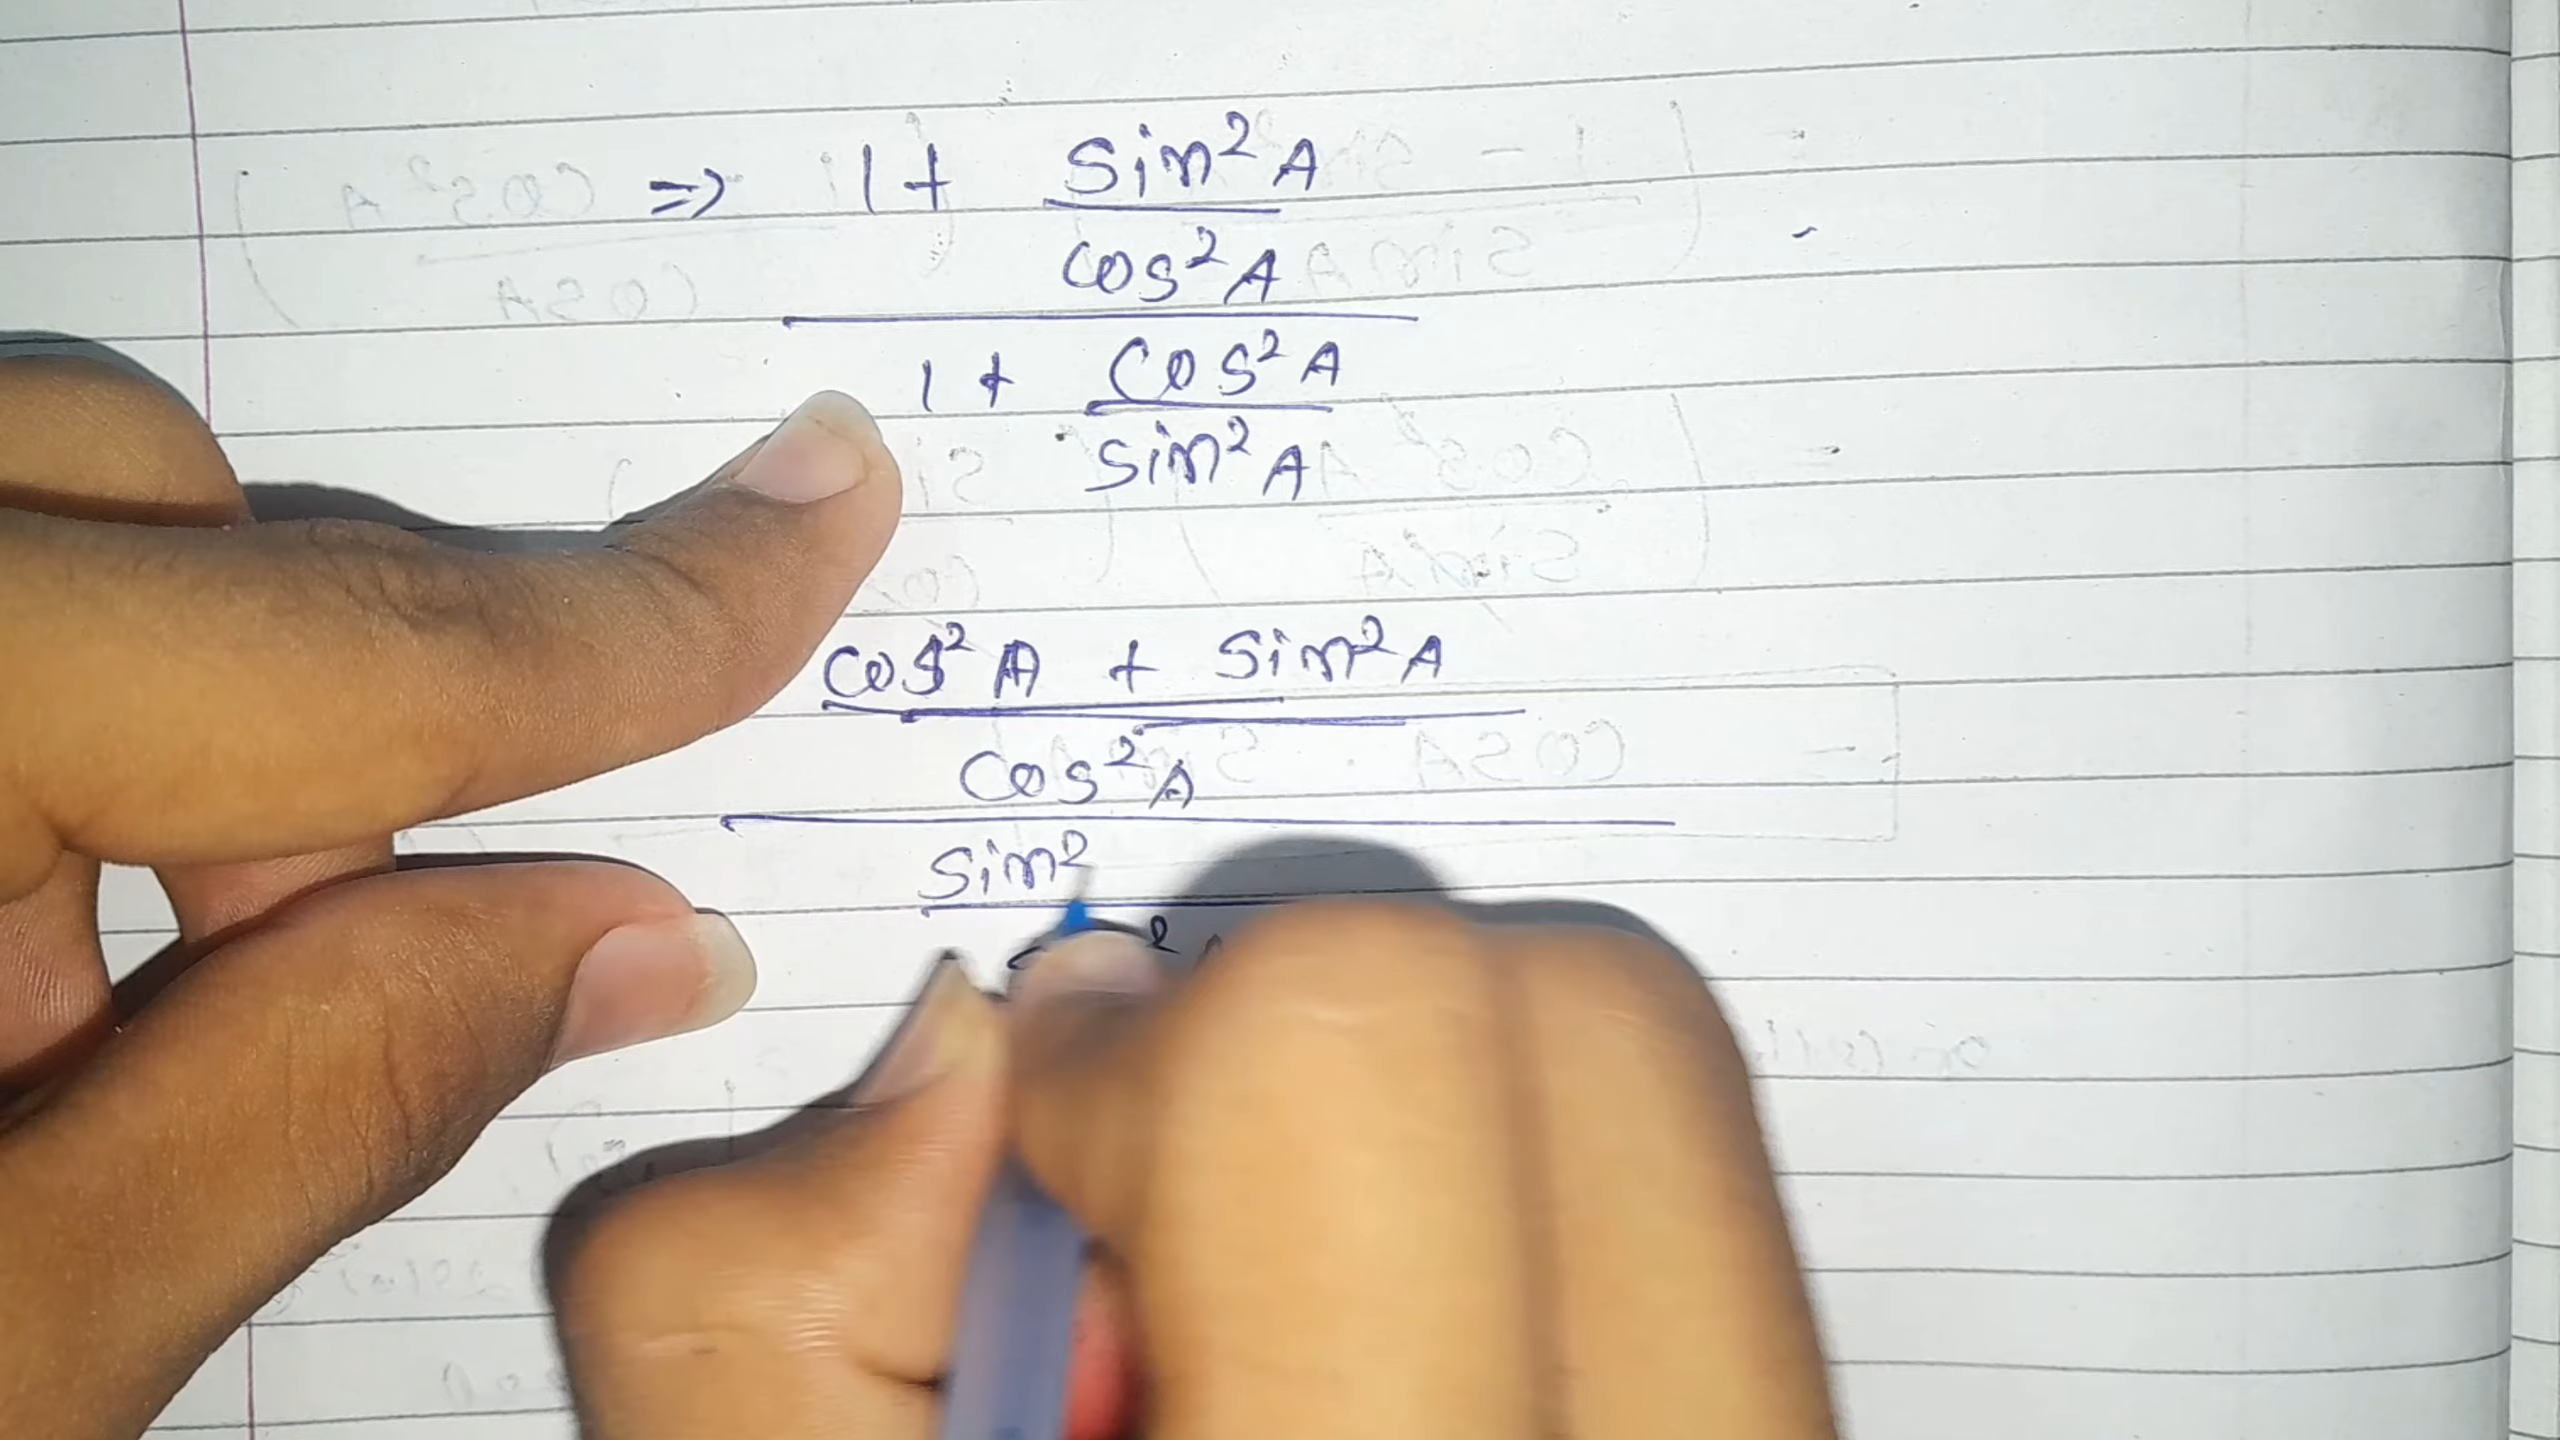 => 1 + Sin²A
Cos²A
1 + Cos²A
Sin²A
Cos²A + Sin²A
Cos²A
Sin²